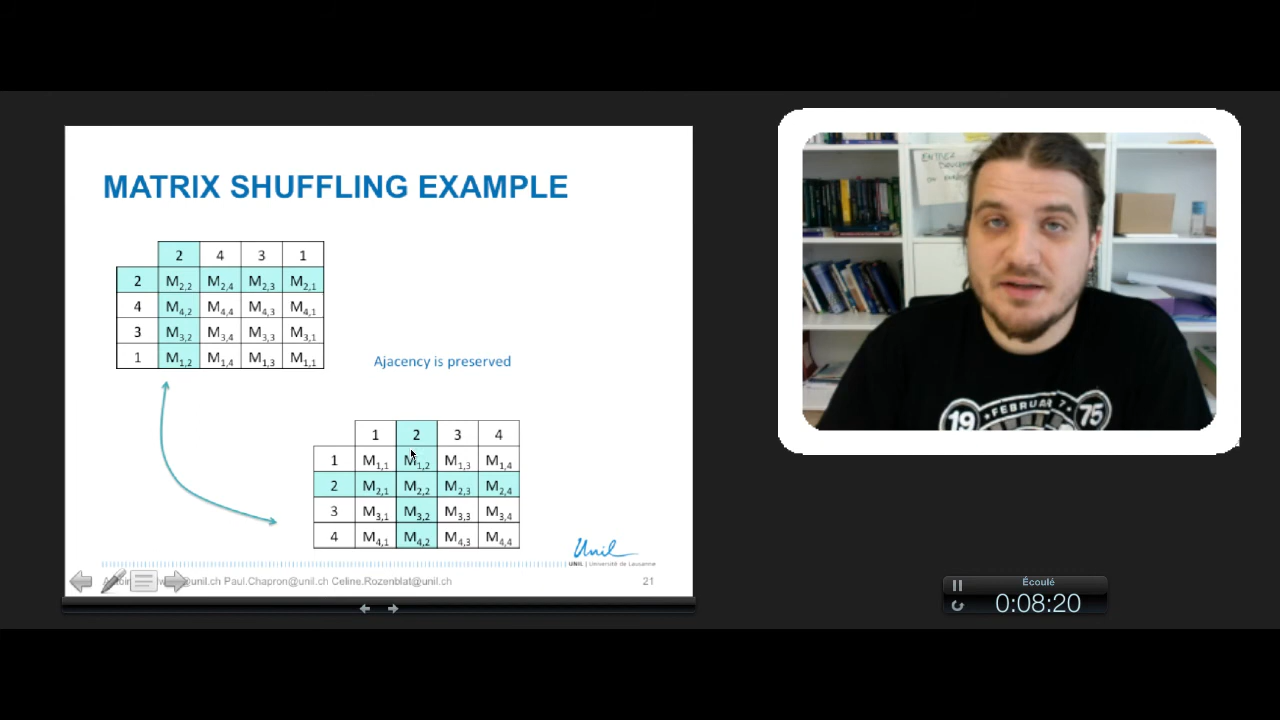 MATRIX SHUFFLING EXAMPLE
2 4 3 1
2 M2,2 M2,4 M2,3 M2,1
4 M4,2 M4,4 M4,3 M4,1
3 M3,2 M3,4 M3,3 M3,1
1 M1,2 M1,4 M1,3 M1,1
Ajacency is preserved
1 2 3 4
1 M1,1 M1,2 M1,3 M1,4
2 M2,1 M2,2 M2,3 M2,4
3 M3,1 M3,2 M3,3 M3,4
4 M4,1 M4,2 M4,3 M4,4
Unil
UNIL | Université de Lausanne
@unil.ch Paul.Chapron@unil.ch Celine.Rozenblat@unil.ch
21
19 FEBRUAR 7 75
Écoulé
0:08:20